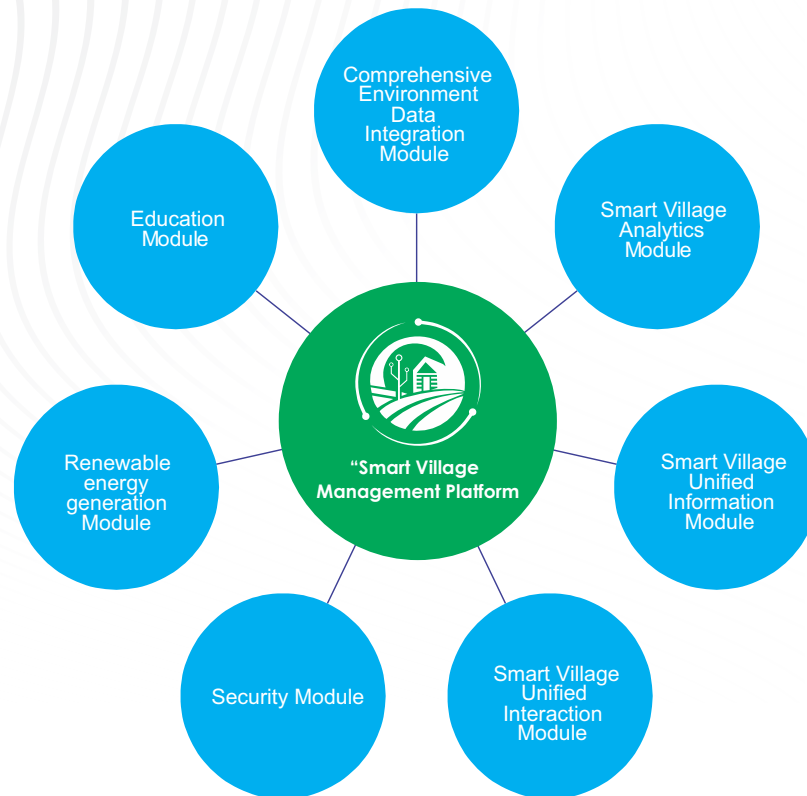 Comprehensive
Environment
Data
Integration
Module
Education
Module
Smart Village
Analytics
Module
“Smart Village
Management Platform
Renewable
energy
generation
Module
Smart Village
Unified
Information
Module
Security Module
Smart Village
Unified
Interaction
Module